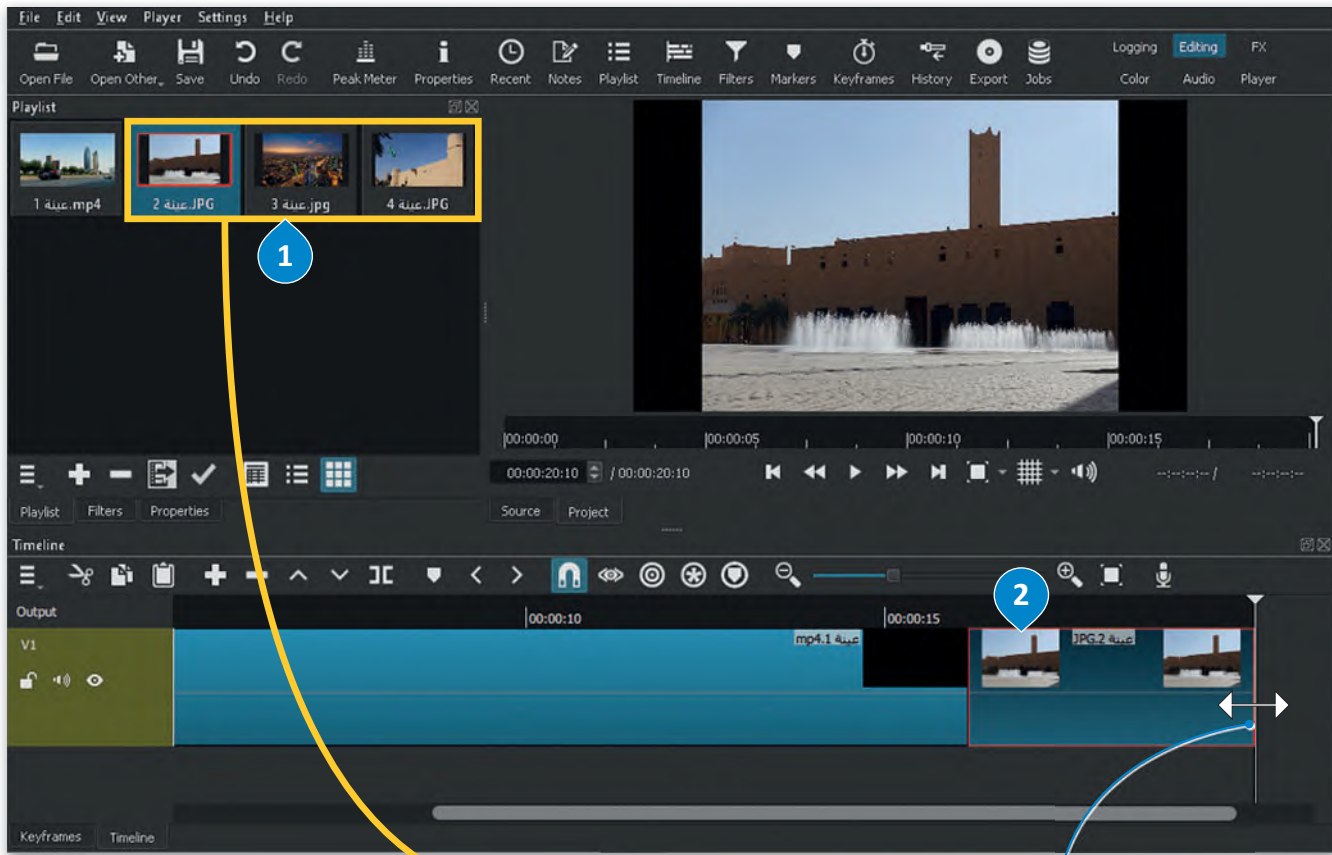 File Edit View Player Settings Help
Open File Open Other... Save Undo Redo Peak Meter Properties Recent Notes Playlist Timeline Filters Markers Keyframes History Export Jobs
Logging Editing FX
Color Audio Player
Playlist
عينة 1.mp4
عينة 2.JPG
عينة 3.jpg
عينة 4.JPG
1
00:00:00 00:00:05 00:00:10 00:00:15
00:00:20:10 / 00:00:20:10 --:--:--:-- / --:--:--:--
Playlist Filters Properties
Source Project
Timeline
Output
00:00:10 00:00:15
2
V1
عينة 1.mp4
عينة 2.JPG
Keyframes Timeline